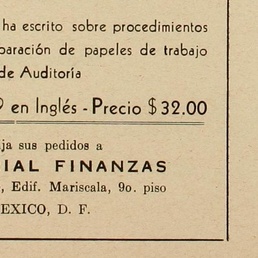 ha escrito sobre procedimientos
paración de papeles de trabajo
de Auditoría
en Inglés - Precio $32.00
sus pedidos a
IAL FINANZAS
, Edif. Mariscala, 9o. piso
EXICO, D. F.